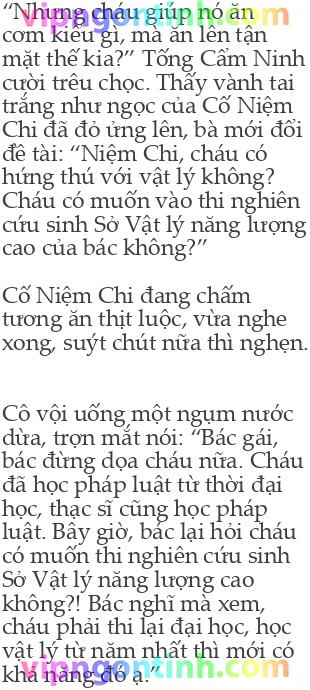 “Nhưng cháu giúp nó ăn
cơm kiểu gì, mà ăn lên tận
mặt thế kia?” Tống Cẩm Ninh
cười trêu chọc. Thấy vành tai
trắng như ngọc của Cố Niệm
Chi đã đỏ ửng lên, bà mới đổi
đề tài: “Niệm Chi, cháu có
hứng thú với vật lý không?
Cháu có muốn vào thi nghiên
cứu sinh Sở Vật lý năng lượng
cao của bác không?”
Cố Niệm Chi đang chấm
tương ăn thịt luộc, vừa nghe
xong, suýt chút nữa thì nghẹn.
Cô vội uống một ngụm nước
dừa, trợn mắt nói: “Bác gái,
bác đừng dọa cháu nữa. Cháu
đã học pháp luật từ thời đại
học, thạc sĩ cũng học pháp
luật. Bây giờ, bác lại hỏi cháu
có muốn thi nghiên cứu sinh
Sở Vật lý năng lượng cao
không?! Bác nghĩ mà xem,
cháu phải thi lại đại học, học
vật lý từ năm nhất thì mới có
khả năng đó ạ.”
vipngontinh.com
vipngontinh.com